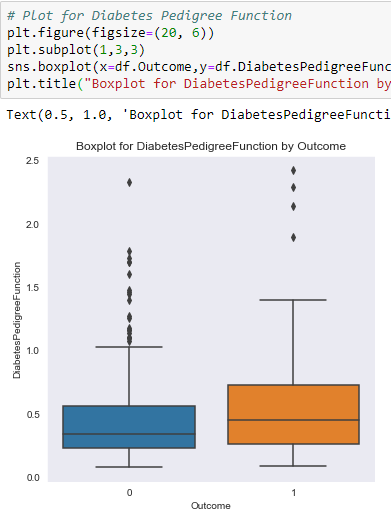 # Plot for Diabetes Pedigree Function
plt.figure(figsize=(20, 6))
plt.subplot(1,3,3)
sns.boxplot(x=df.Outcome,y=df.DiabetesPedigreeFunc
plt.title("Boxplot for DiabetesPedigreeFunction by
Text(0.5, 1.0, 'Boxplot for DiabetesPedigreeFuncti
Boxplot for DiabetesPedigreeFunction by Outcome
2.5
2.0
1.5
1.0
0.5
0.0
DiabetesPedigreeFunction
0 1
Outcome